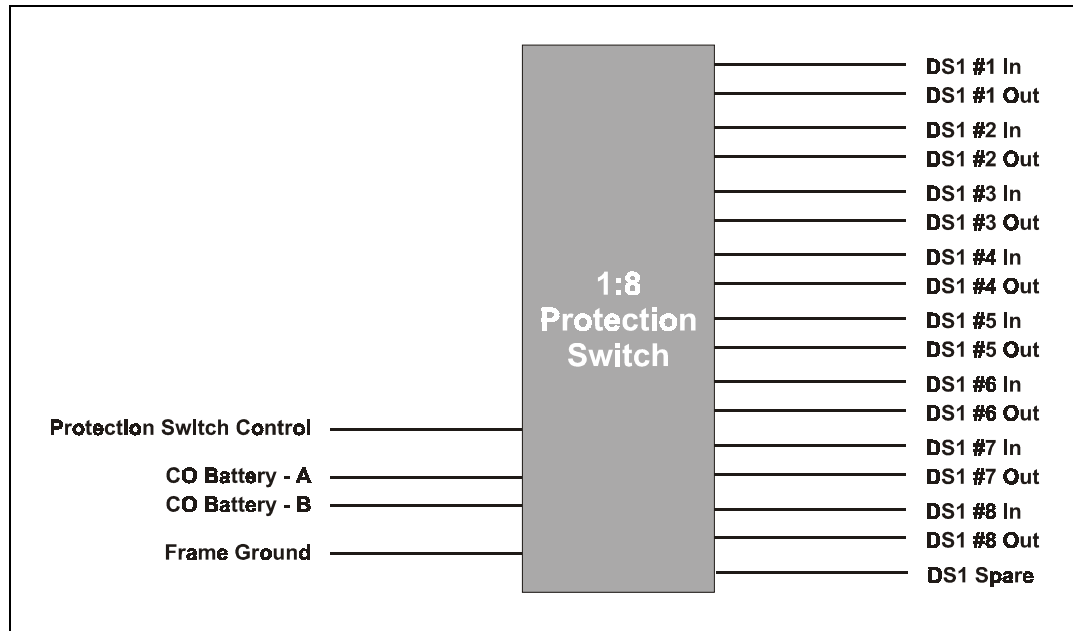 1:8
Protection
Switch
Protection Switch Control
CO Battery - A
CO Battery - B
Frame Ground
DS1 #1 In
DS1 #1 Out
DS1 #2 In
DS1 #2 Out
DS1 #3 In
DS1 #3 Out
DS1 #4 In
DS1 #4 Out
DS1 #5 In
DS1 #5 Out
DS1 #6 In
DS1 #6 Out
DS1 #7 In
DS1 #7 Out
DS1 #8 In
DS1 #8 Out
DS1 Spare